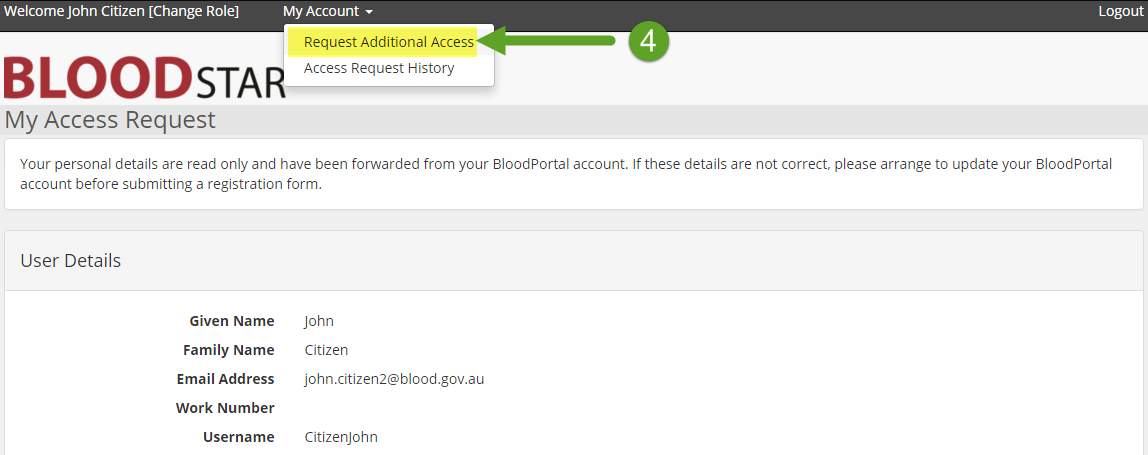 Welcome John Citizen [Change Role] My Account Logout
Request Additional Access 4
Access Request History
BLOODSTAR
My Access Request
Your personal details are read only and have been forwarded from your BloodPortal account. If these details are not correct, please arrange to update your BloodPortal
account before submitting a registration form.
User Details
Given Name John
Family Name Citizen
Email Address john.citizen2@blood.gov.au
Work Number
Username CitizenJohn